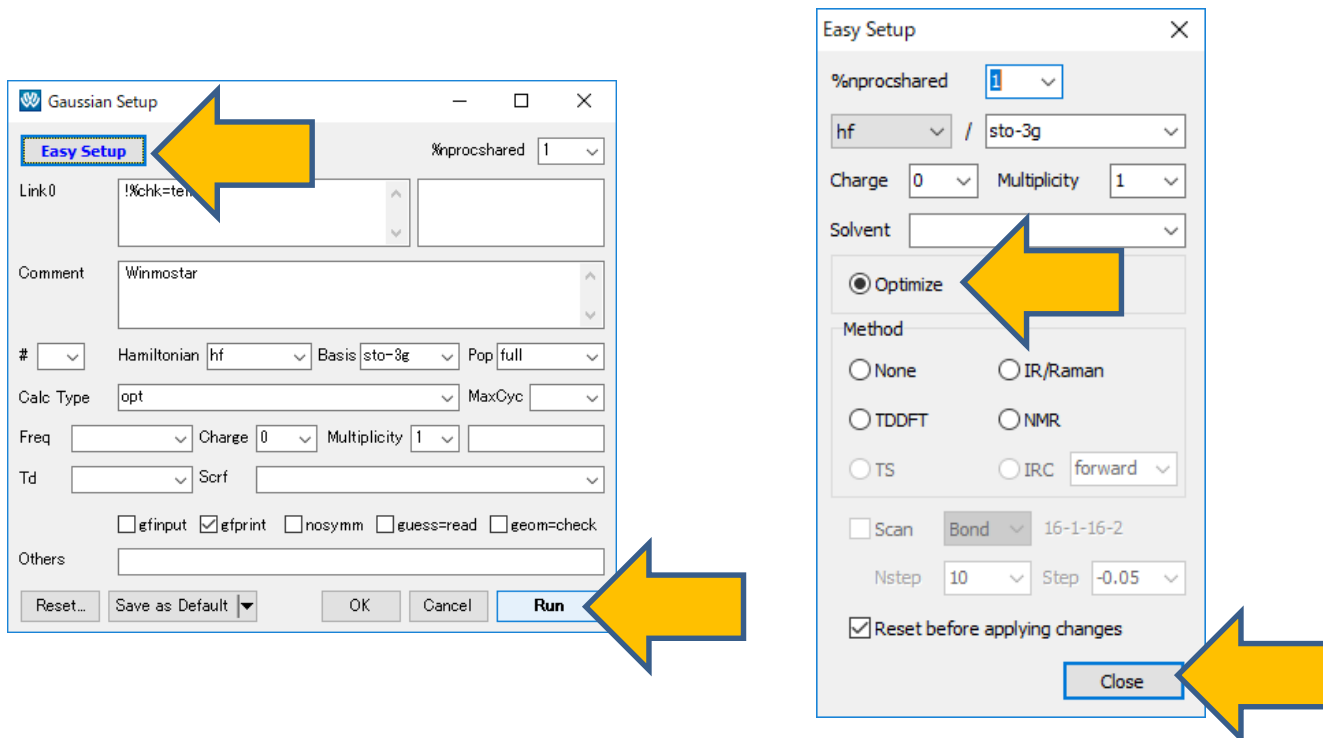 Gaussian Setup
Easy Setup
%nprocshared 1
Link0 !%chk=tem
Comment Winmostar
# Hamiltonian hf Basis sto-3g Pop full
Calc Type opt MaxCyc
Freq Charge 0 Multiplicity 1
Td Scrf
gfinput gfprint nosymm guess=read geom=check
Others
Reset... Save as Default OK Cancel Run
Easy Setup
%nprocshared 1
hf / sto-3g
Charge 0 Multiplicity 1
Solvent
Optimize
Method
None IR/Raman
TDDFT NMR
TS IRC forward
Scan Bond 16-1-16-2
Nstep 10 Step -0.05
Reset before applying changes
Close